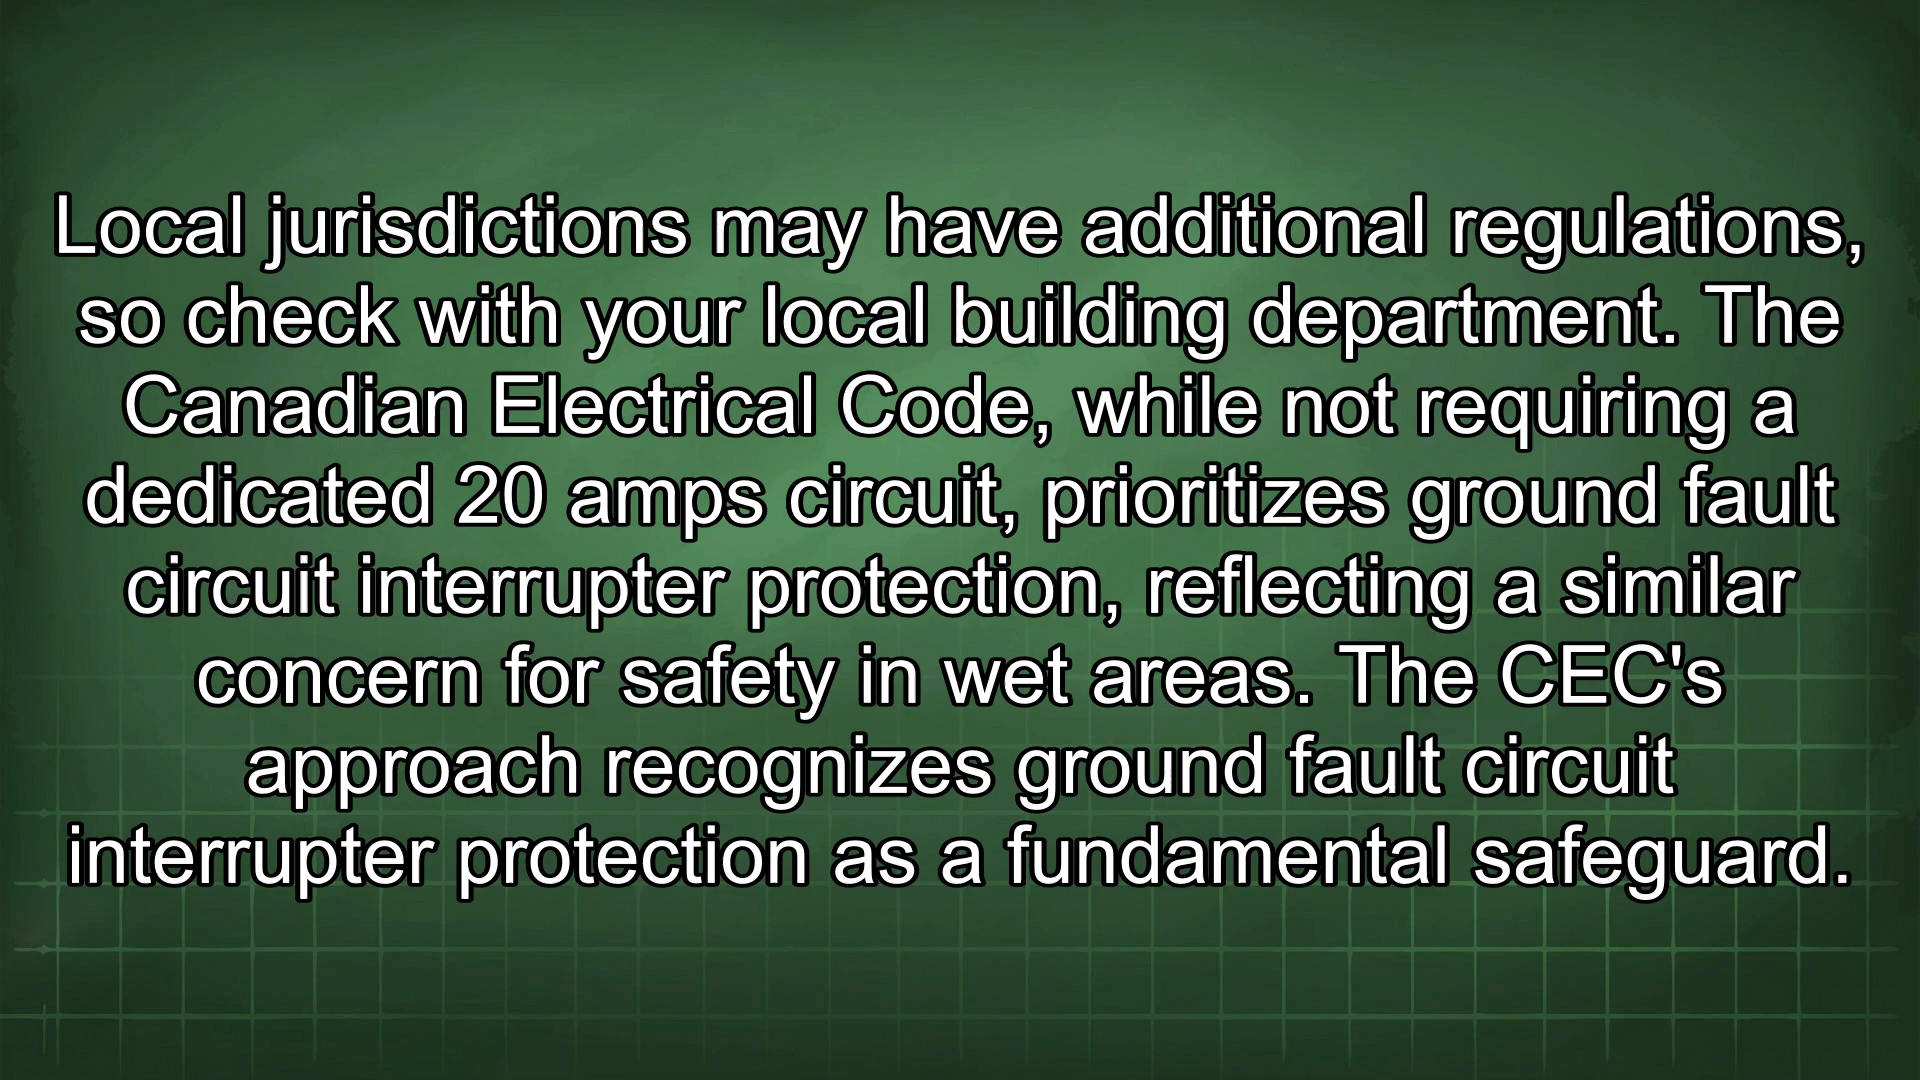 Local jurisdictions may have additional regulations,
so check with your local building department. The
Canadian Electrical Code, while not requiring a
dedicated 20 amps circuit, prioritizes ground fault
circuit interrupter protection, reflecting a similar
concern for safety in wet areas. The CEC's
approach recognizes ground fault circuit
interrupter protection as a fundamental safeguard.